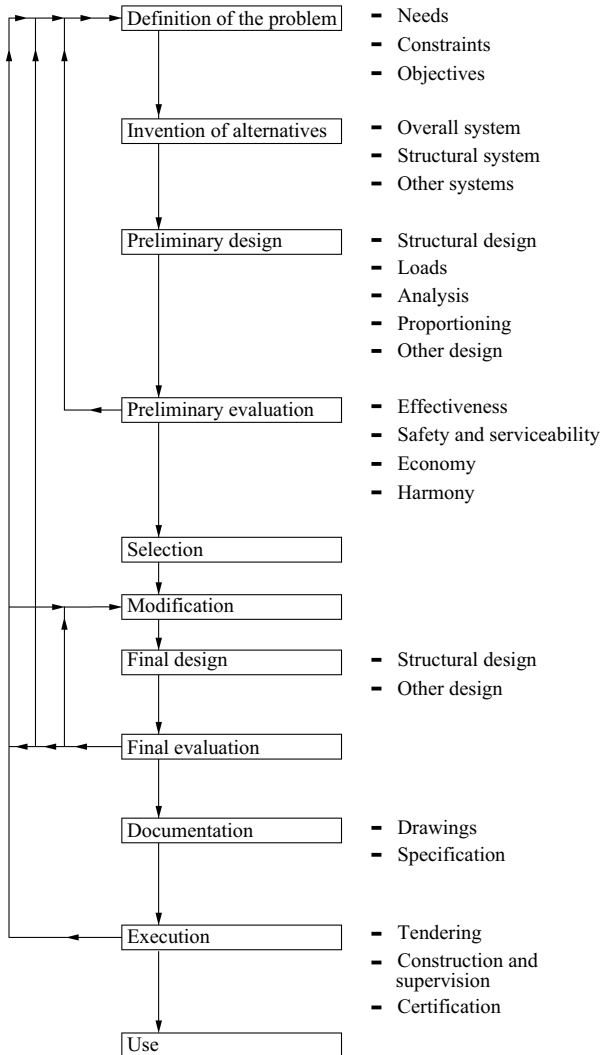 Definition of the problem
- Needs
- Constraints
- Objectives
Invention of alternatives
- Overall system
- Structural system
- Other systems
Preliminary design
- Structural design
- Loads
- Analysis
- Proportioning
- Other design
Preliminary evaluation
- Effectiveness
- Safety and serviceability
- Economy
- Harmony
Selection
Modification
Final design
- Structural design
- Other design
Final evaluation
Documentation
- Drawings
- Specification
Execution
- Tendering
- Construction and
supervision
- Certification
Use